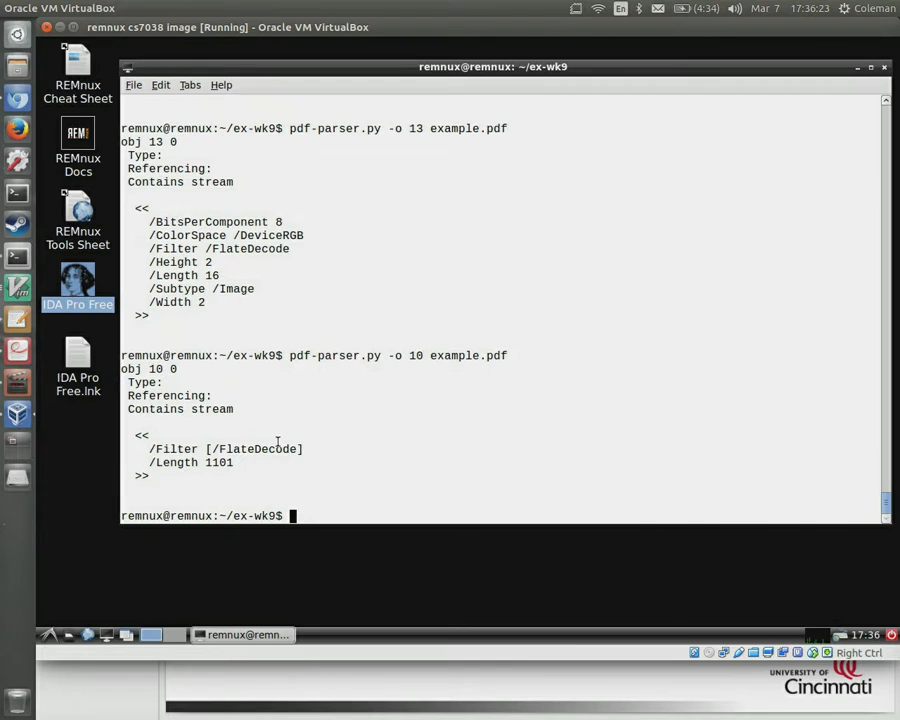 Oracle VM VirtualBox
En
(4:34)
Mar 7
17:36:23
Coleman
remnux cs7038 image [Running] - Oracle VM VirtualBox
REMnux
Cheat Sheet
REM
REMnux
Docs
REMnux
Tools Sheet
IDA Pro Free
IDA Pro
Free.lnk
remnux@remnux: ~/ex-wk9
File Edit Tabs Help
remnux@remnux:~/ex-wk9$ pdf-parser.py -o 13 example.pdf
obj 13 0
Type:
Referencing:
Contains stream
<<
/BitsPerComponent 8
/ColorSpace /DeviceRGB
/Filter /FlateDecode
/Height 2
/Length 16
/Subtype /Image
/Width 2
>>
remnux@remnux:~/ex-wk9$ pdf-parser.py -o 10 example.pdf
obj 10 0
Type:
Referencing:
Contains stream
<<
/Filter [/FlateDecode]
/Length 1101
>>
remnux@remnux:~/ex-wk9$
remnux@remn...
17:36
Right Ctrl
UNIVERSITY OF
Cincinnati